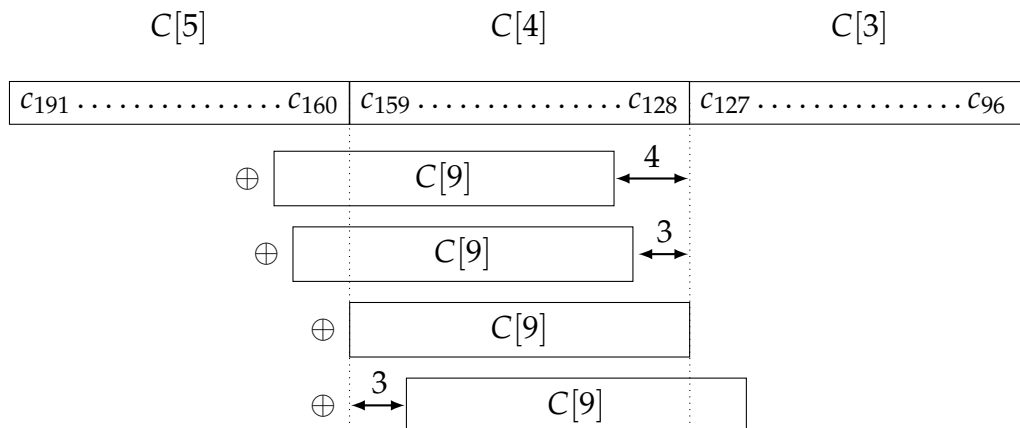 C[5] C[4] C[3]
c₁₉₁ . . . . . . . . . . . . . . . c₁₆₀ c₁₅₉ . . . . . . . . . . . . . . . c₁₂₈ c₁₂₇ . . . . . . . . . . . . . . . c₉₆
⊕ C[9] 4
⊕ C[9] 3
⊕ C[9]
⊕ 3 C[9]